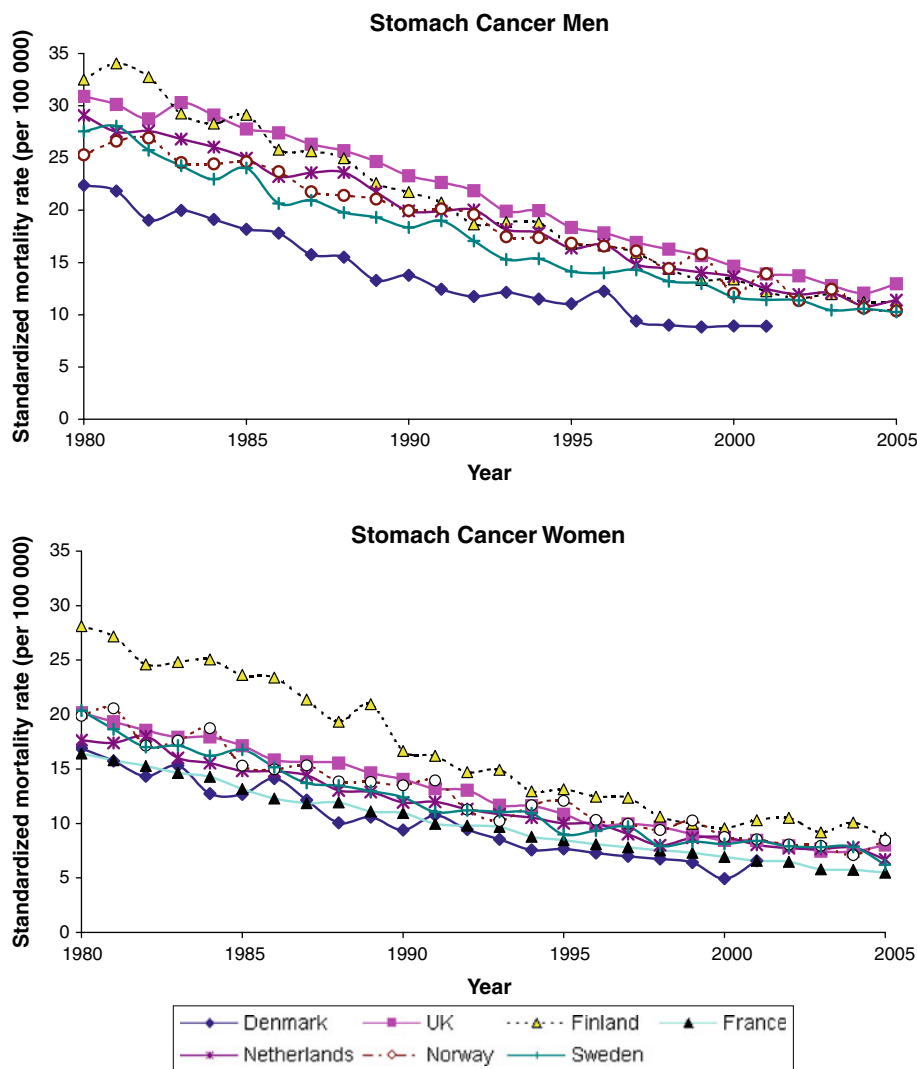 Stomach Cancer Men
Standardized mortality rate (per 100 000)
35
30
25
20
15
10
5
0
1980 1985 1990 1995 2000 2005
Year
Stomach Cancer Women
Standardized mortality rate (per 100 000)
35
30
25
20
15
10
5
0
1980 1985 1990 1995 2000 2005
Year
Denmark UK Finland France
Netherlands Norway Sweden